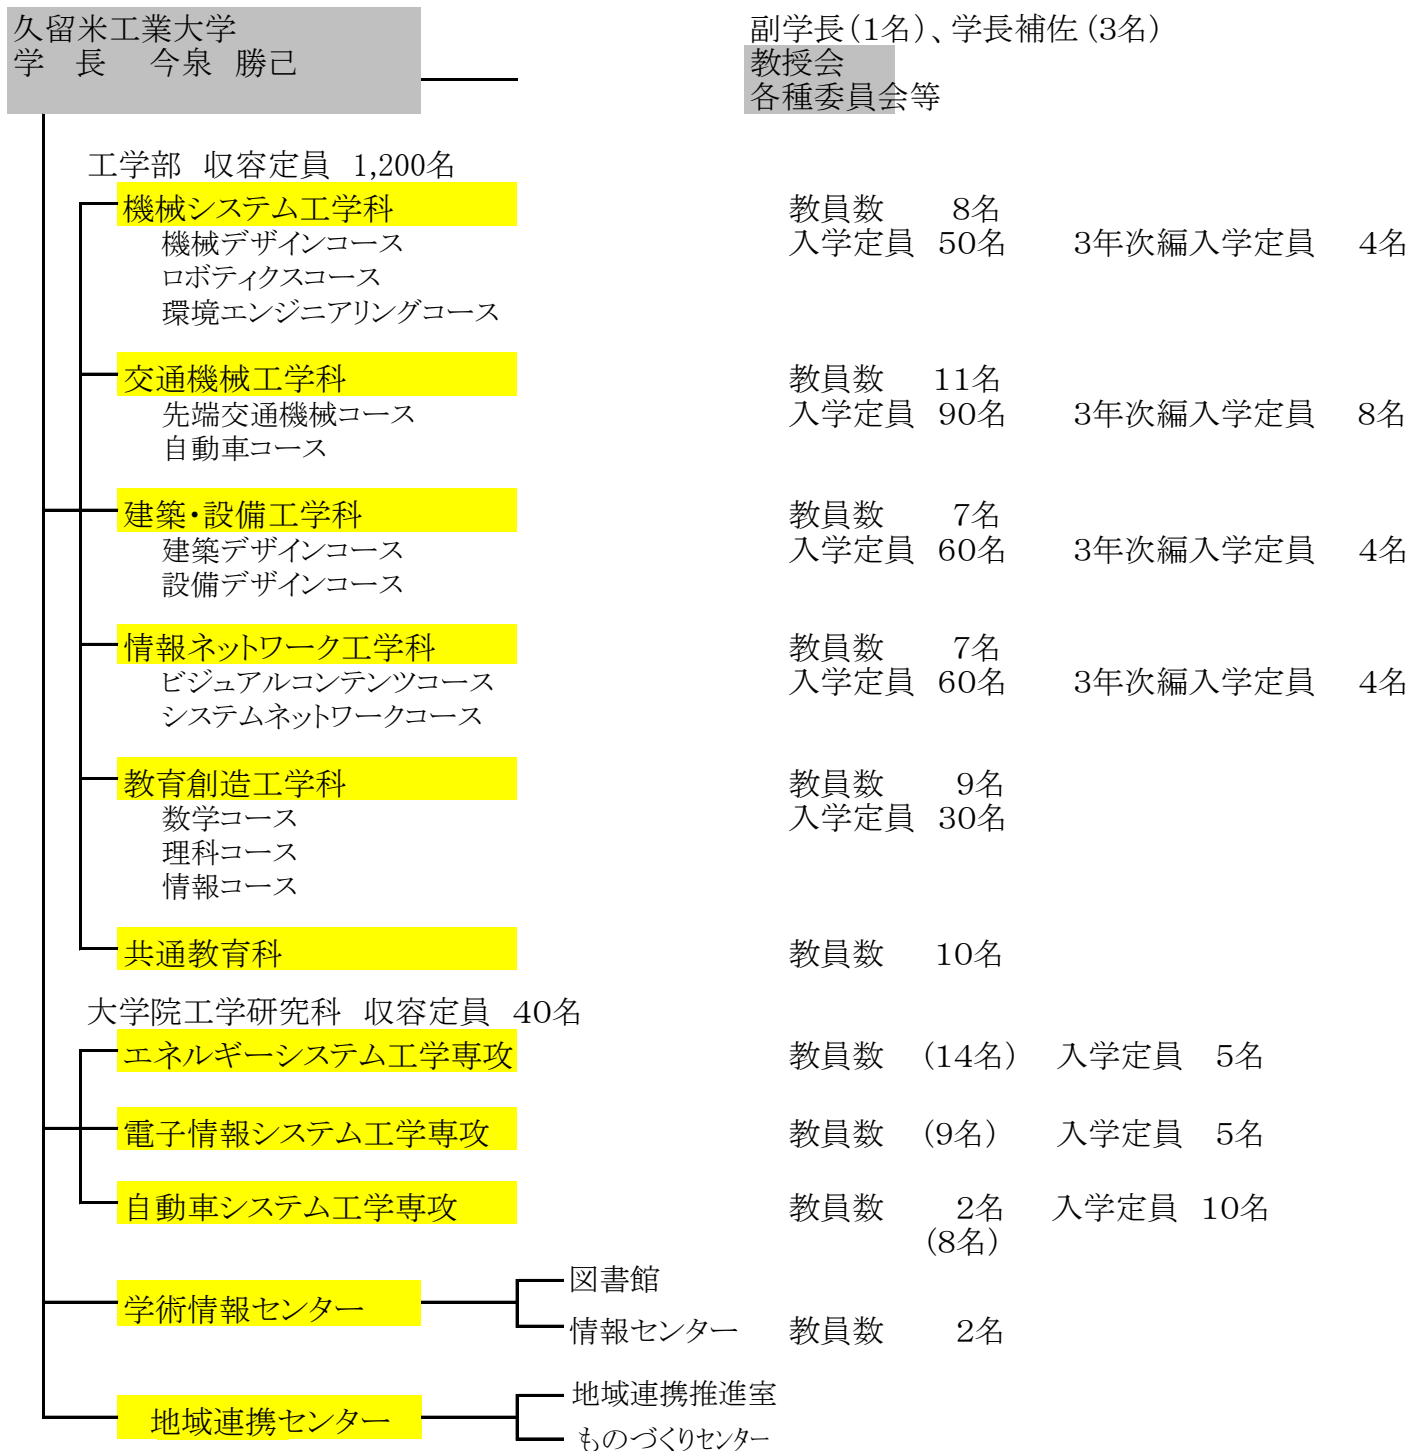 久留米工業大学
学　長　今泉　勝己
副学長（1名）、学長補佐（3名）
教授会
各種委員会等
工学部　収容定員　1,200名
機械システム工学科　教員数　8名
機械デザインコース　入学定員　50名　3年次編入学定員　4名
ロボティクスコース
環境エンジニアリングコース
交通機械工学科　教員数　11名
先端交通機械コース　入学定員　90名　3年次編入学定員　8名
自動車コース
建築・設備工学科　教員数　7名
建築デザインコース　入学定員　60名　3年次編入学定員　4名
設備デザインコース
情報ネットワーク工学科　教員数　7名
ビジュアルコンテンツコース　入学定員　60名　3年次編入学定員　4名
システムネットワークコース
教育創造工学科　教員数　9名
数学コース　入学定員　30名
理科コース
情報コース
共通教育科　教員数　10名
大学院工学研究科　収容定員　40名
エネルギーシステム工学専攻　教員数　（14名）　入学定員　5名
電子情報システム工学専攻　教員数　（9名）　入学定員　5名
自動車システム工学専攻　教員数　2名　入学定員　10名
（8名）
図書館
学術情報センター
情報センター　教員数　2名
地域連携推進室
地域連携センター
ものづくりセンター